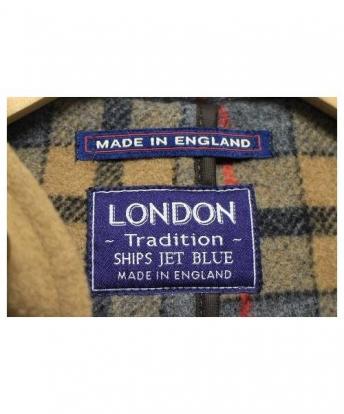 MADE IN ENGLAND
LONDON
~ Tradition ~
SHIPS JET BLUE
MADE IN ENGLAND